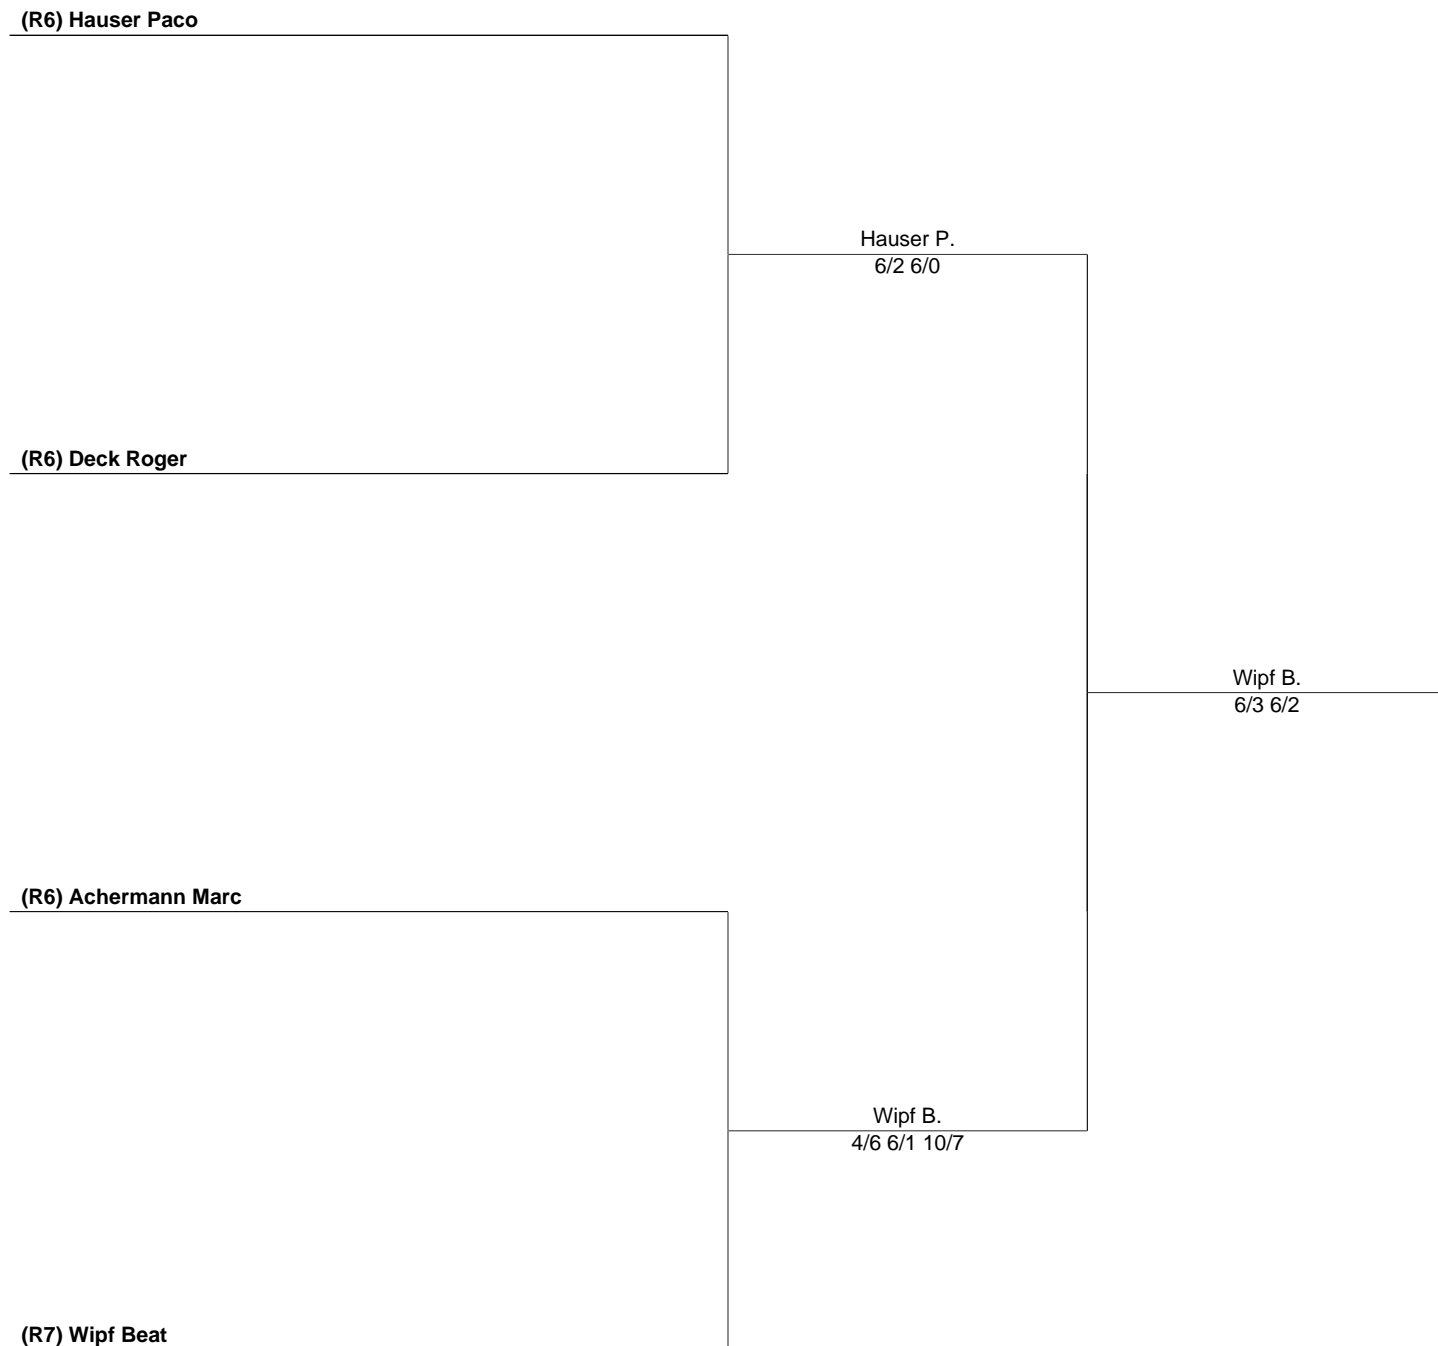 (R6) Hauser Paco
Hauser P.
6/2 6/0
(R6) Deck Roger
Wipf B.
6/3 6/2
(R6) Achermann Marc
Wipf B.
4/6 6/1 10/7
(R7) Wipf Beat